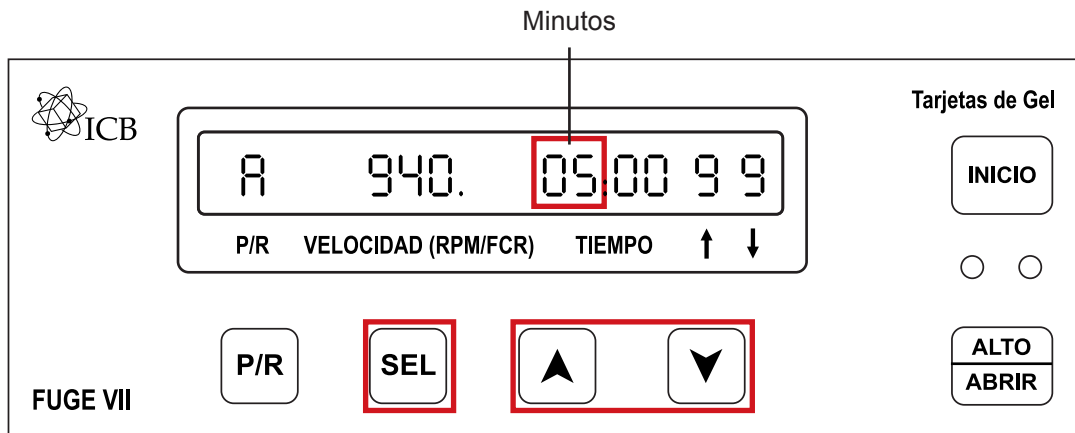 Minutos
ICB
Tarjetas de Gel
A 940. 05:00 9 9
INICIO
P/R VELOCIDAD (RPM/FCR) TIEMPO ↑ ↓
P/R SEL
ALTO
ABRIR
FUGE VII